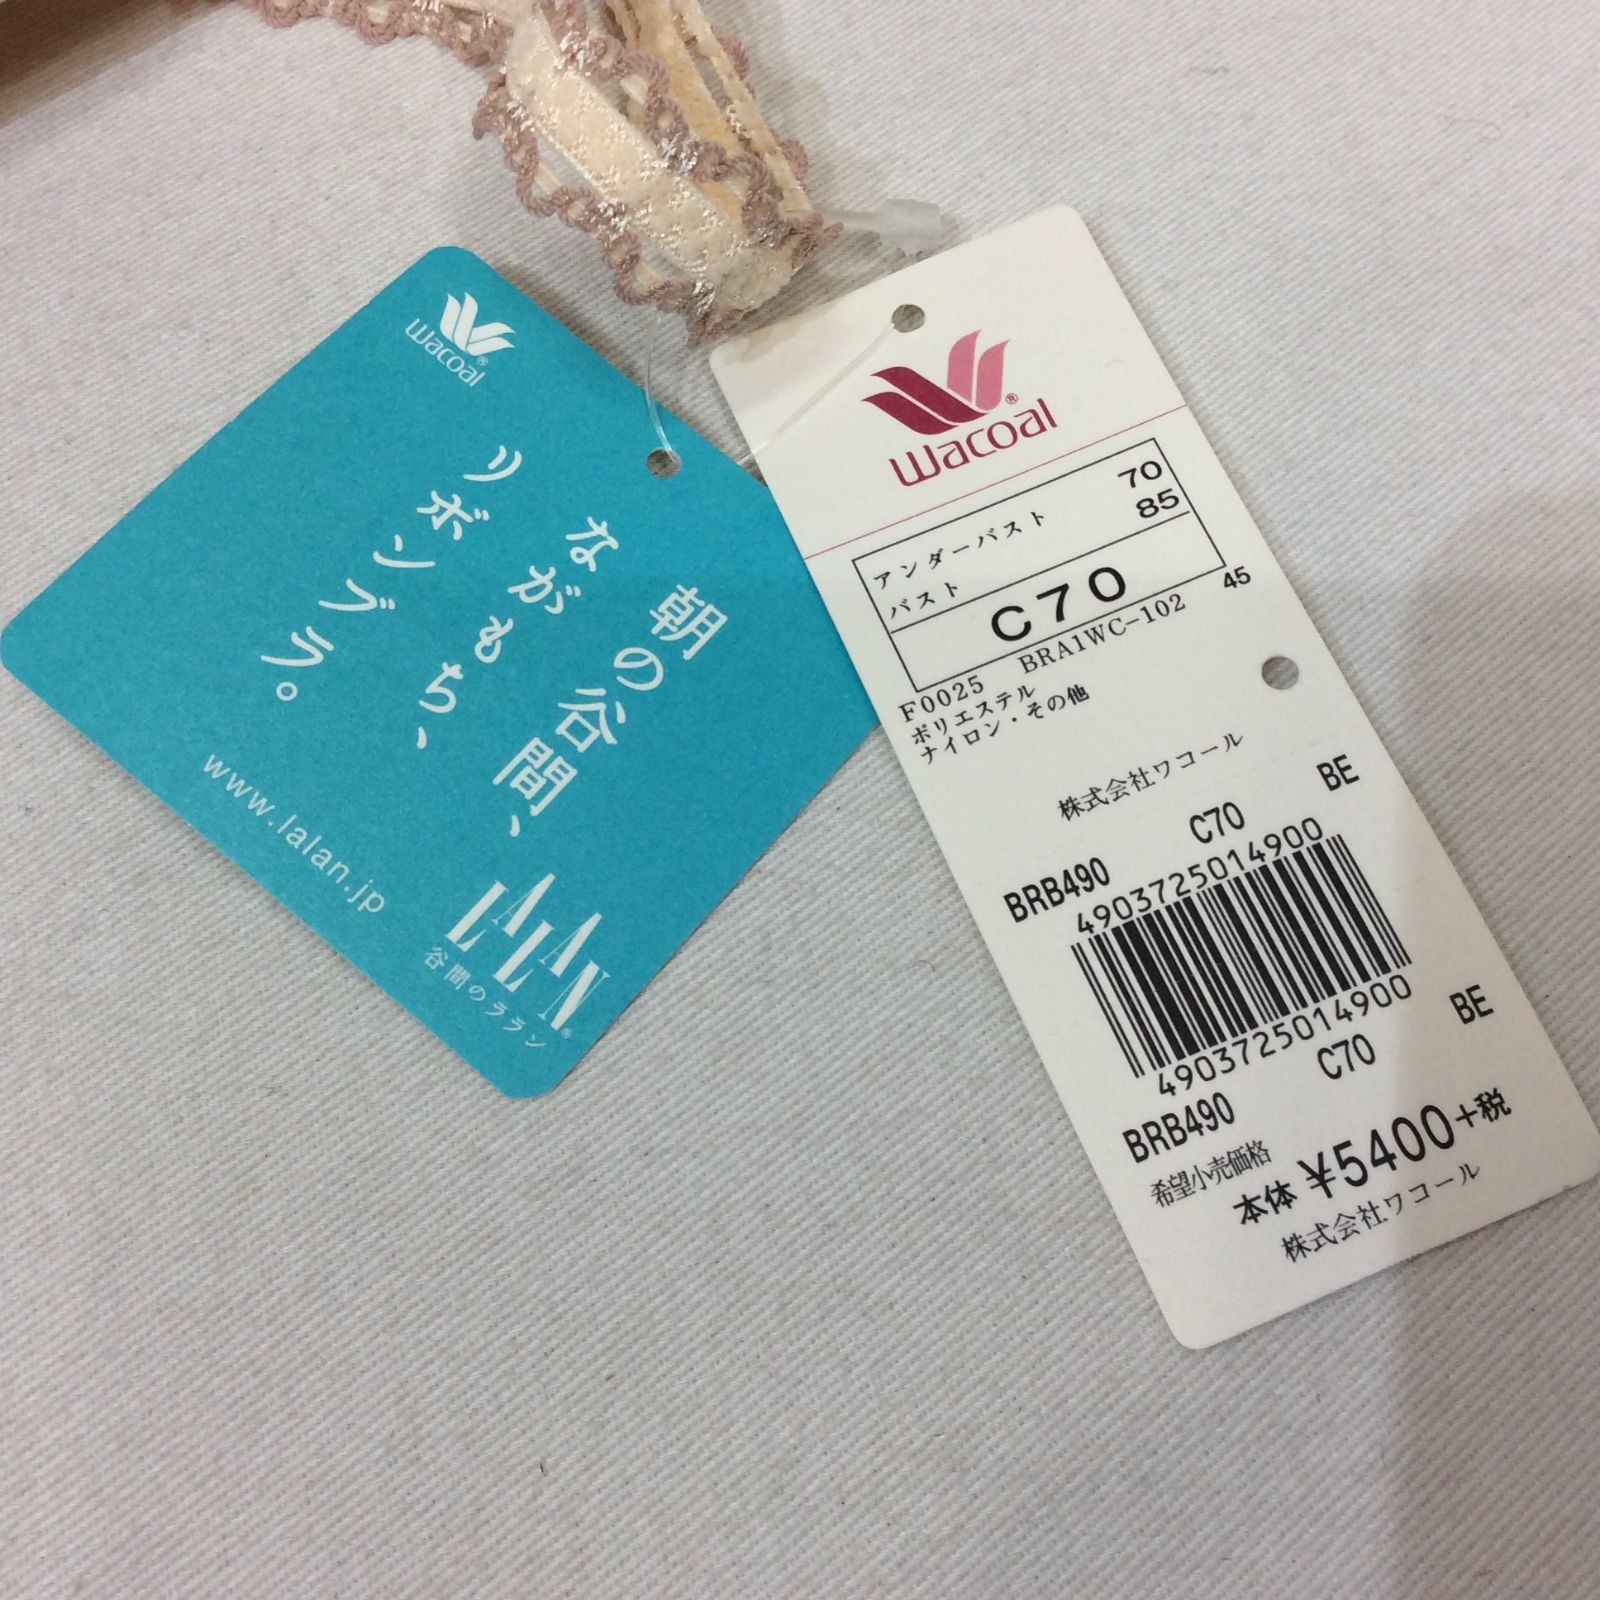 wacoal
朝の谷間、
ながもち、
リボンブラ。
www.lalan.jp
LALAN
谷間のララン
wacoal
アンダーバスト 70
バスト 85
C70
BRA1WC-102 45
F0025
ポリエステル
ナイロン・その他
株式会社ワコール
BRB490 C70 BE
4903725014900
4903725014900
BRB490 C70 BE
希望小売価格
本体 ¥5400+税
株式会社ワコール